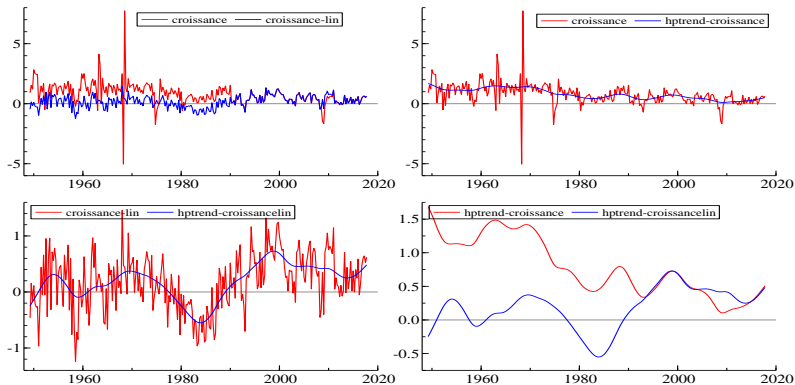 croissance croissance-lin
5
0
-5
1960 1980 2000 2020
croissance hptrend-croissance
5
0
-5
1960 1980 2000 2020
croissance-lin hptrend-croissancelin
1
0
-1
1960 1980 2000 2020
hptrend-croissance hptrend-croissancelin
1.5
1.0
0.5
0.0
-0.5
1960 1980 2000 2020